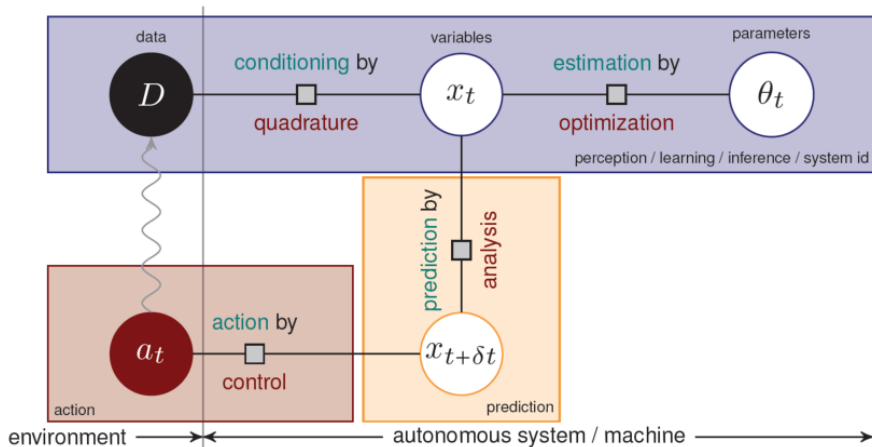 data
variables
parameters
conditioning by
estimation by
D
x_t
θ_t
quadrature
optimization
perception / learning / inference / system id
prediction by
analysis
action by
a_t
x_{t+δt}
control
action
prediction
environment
autonomous system / machine